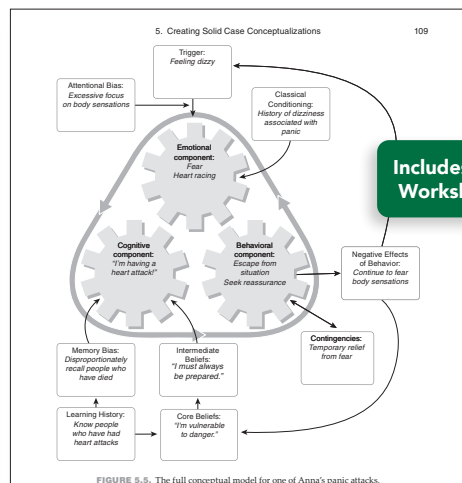 5. Creating Solid Case Conceptualizations
109
Trigger:
Feeling dizzy
Attentional Bias:
Excessive focus
on body sensations
Classical
Conditioning:
History of dizziness
associated with
panic
Emotional
component:
Fear
Heart racing
Cognitive
component:
"I'm having a
heart attack!"
Behavioral
component:
Escape from
situation
Seek reassurance
Negative Effects
of Behavior:
Continue to fear
body sensations
Memory Bias:
Disproportionately
recall people who
have died
Intermediate
Beliefs:
"I must always
be prepared."
Contingencies:
Temporary relief
from fear
Learning History:
Know people
who have had
heart attacks
Core Beliefs:
"I'm vulnerable
to danger."
FIGURE 5.5. The full conceptual model for one of Anna's panic attacks.